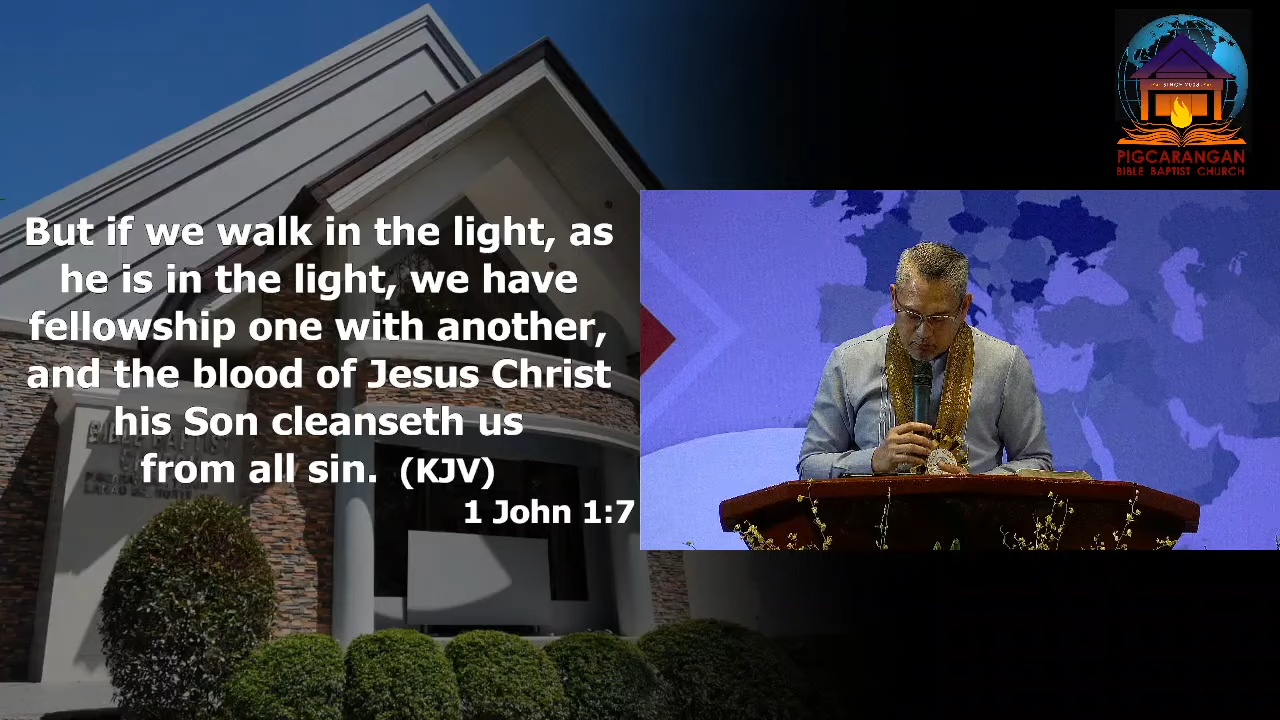 But if we walk in the light, as
he is in the light, we have
fellowship one with another,
and the blood of Jesus Christ
his Son cleanseth us
from all sin. (KJV)
1 John 1:7
PIGCARANGAN
BIBLE BAPTIST CHURCH
BIBLE BAPTIST